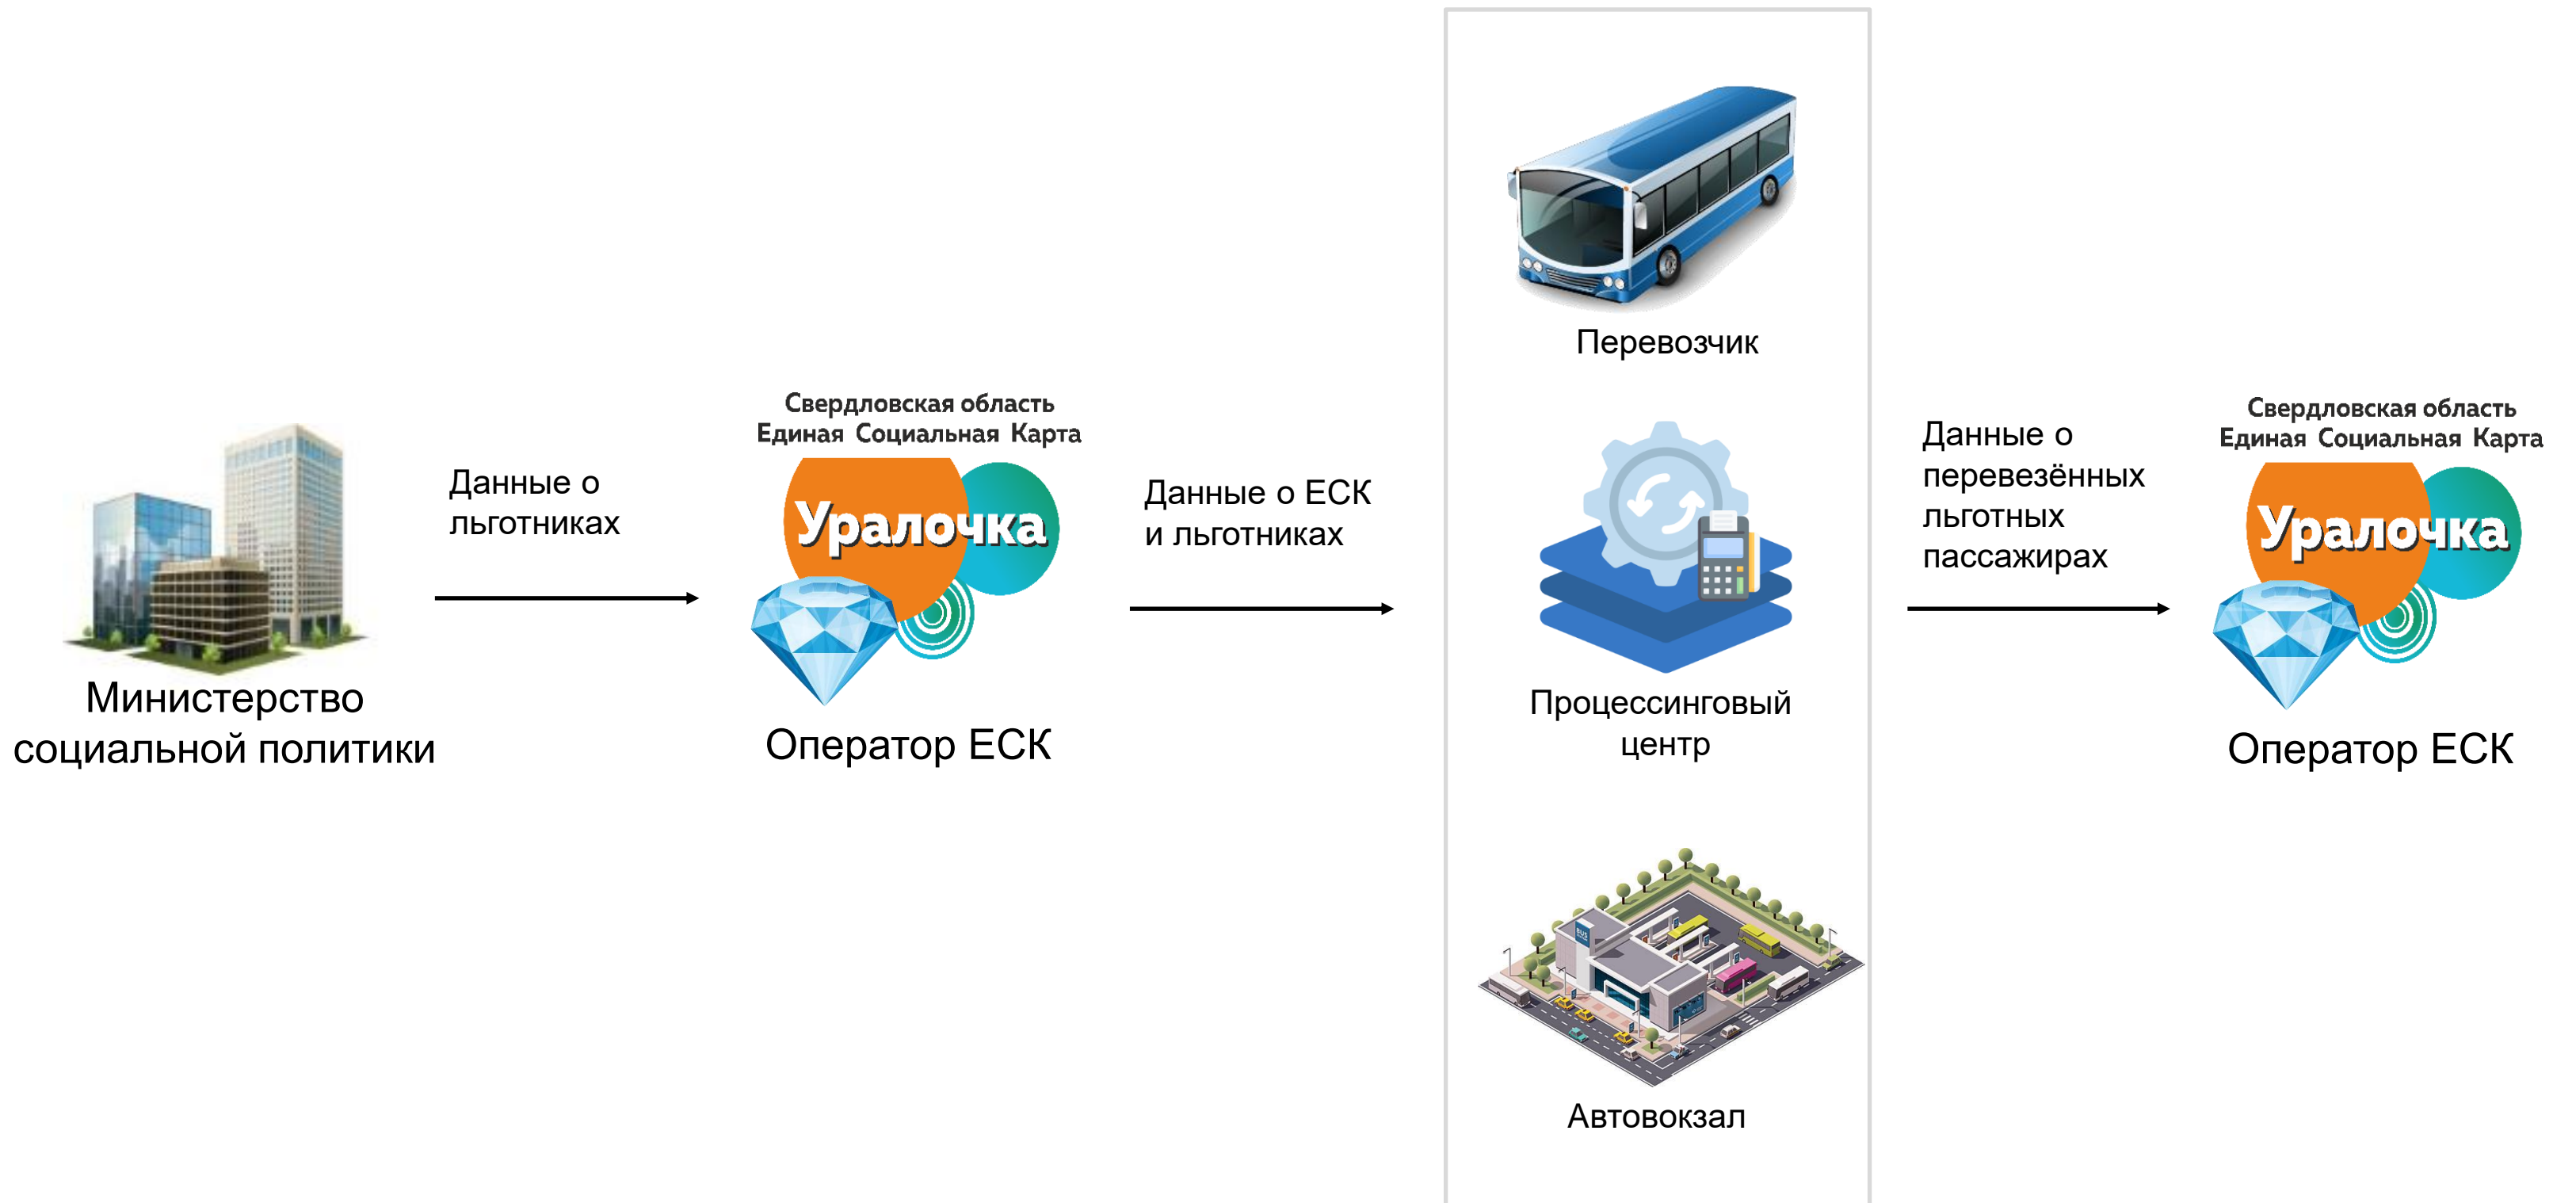 Министерство
социальной политики
Данные о
льготниках
Свердловская область
Единая Социальная Карта
Уралочка
Оператор ЕСК
Данные о ЕСК
и льготниках
Перевозчик
Процессинговый
центр
BUS
Автовокзал
Данные о
перевезённых
льготных
пассажирах
Свердловская область
Единая Социальная Карта
Уралочка
Оператор ЕСК